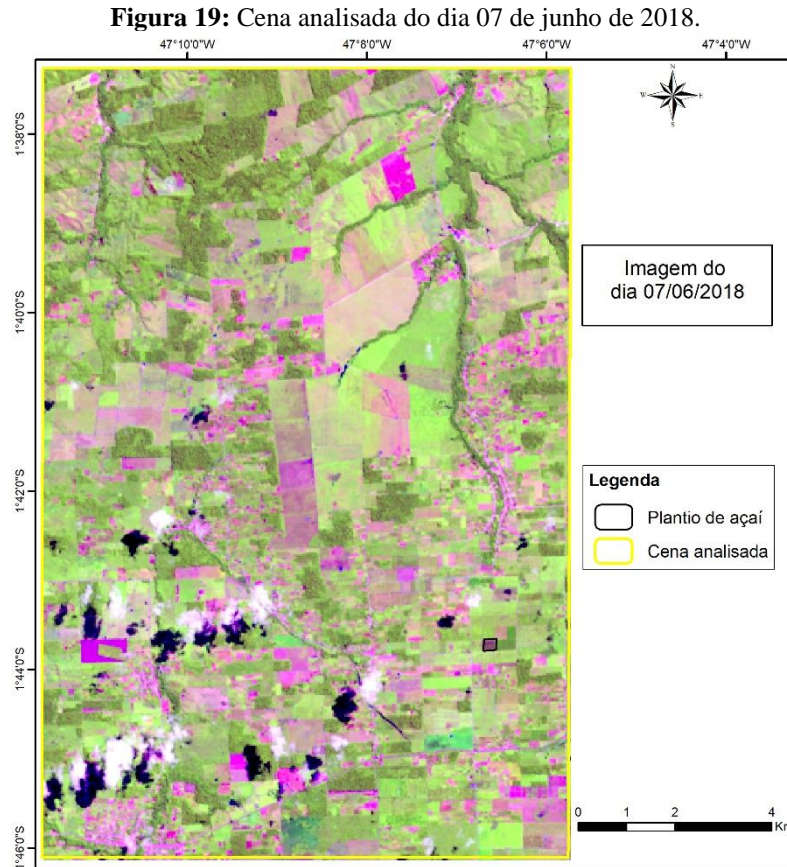 Figura 19: Cena analisada do dia 07 de junho de 2018.
47°10'0"W 47°8'0"W 47°6'0"W 47°4'0"W
N
W E
S
1°38'0"S
Imagem do
dia 07/06/2018
1°40'0"S
1°42'0"S
Legenda
Plantio de açaí
Cena analisada
1°44'0"S
0 1 2 4
Km
1°46'0"S